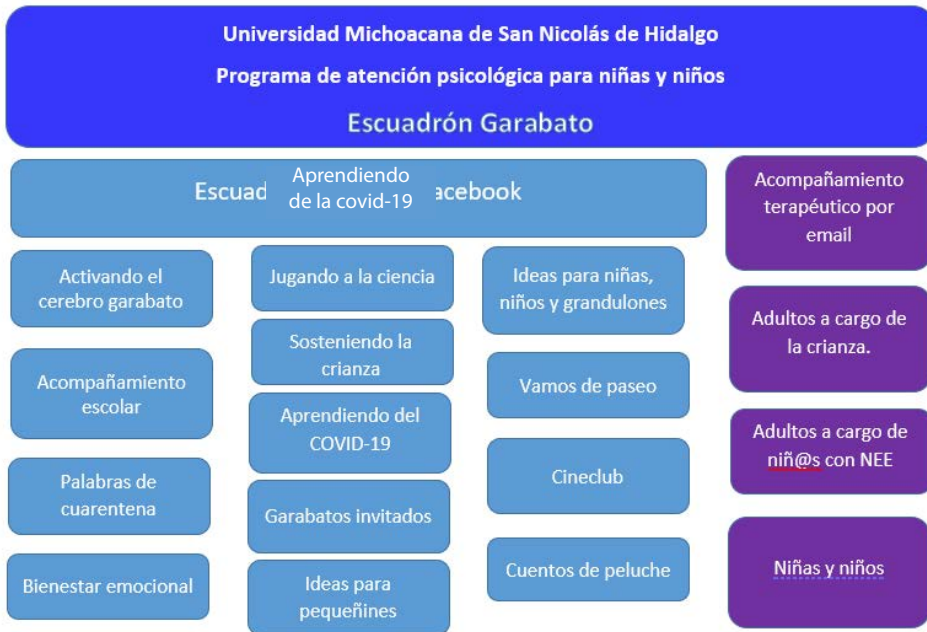 Universidad Michoacana de San Nicolás de Hidalgo
Programa de atención psicológica para niñas y niños
Escuadrón Garabato
Aprendiendo
de la covid-19
Escuad acebook
Activando el
cerebro garabato
Acompañamiento
escolar
Palabras de
cuarentena
Bienestar emocional
Jugando a la ciencia
Sosteniendo la
crianza
Aprendiendo del
COVID-19
Garabatos invitados
Ideas para
pequeñines
Ideas para niñas,
niños y grandulones
Vamos de paseo
Cineclub
Cuentos de peluche
Acompañamiento
terapéutico por
email
Adultos a cargo de
la crianza.
Adultos a cargo de
niñ@s con NEE
Niñas y niños